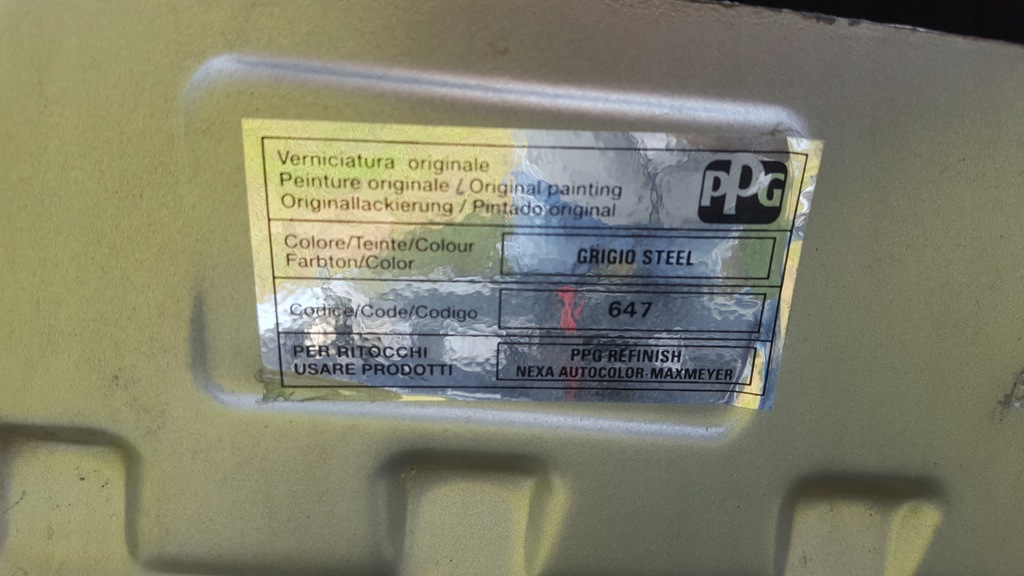 Verniciatura originale
Peinture originale / Original painting
Originallackierung / Pintado original
PPG
Colore/Teinte/Colour
Farbton/Color
GRIGIO STEEL
Codice/Code/Codigo
647
PER RITOCCHI
USARE PRODOTTI
PPG REFINISH
NEXA AUTOCOLOR-MAXMEYER